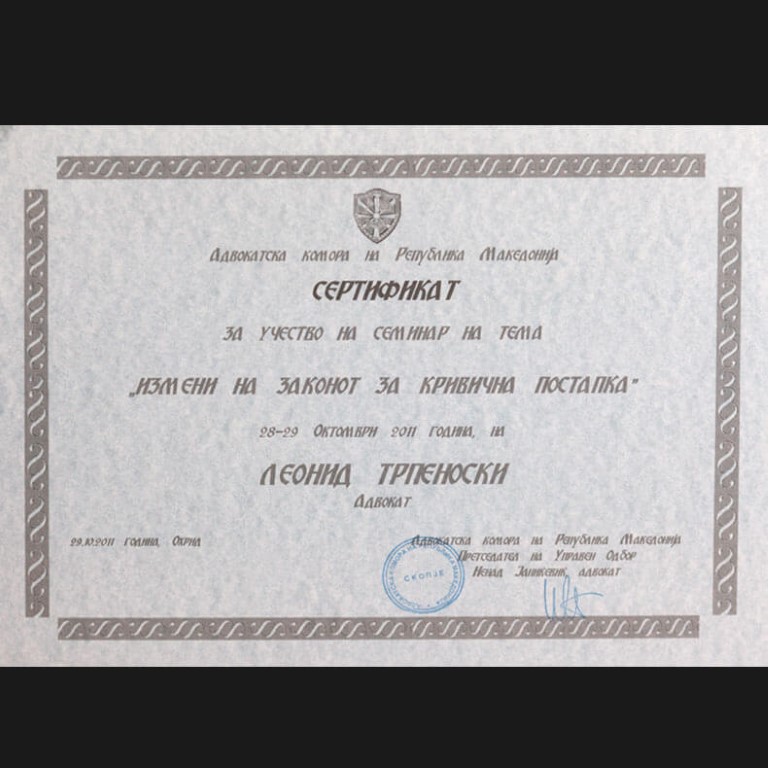 Адвокатска комора на Република Македонија
СЕРТИФИКАТ
ЗА УЧЕСТВО НА СЕМИНАР НА ТЕМА
„ИЗМЕНИ НА ЗАКОНОТ ЗА КРИВИЧНА ПОСТАПКА"
28-29 Октомври 2011 година, на
ЛЕОНИД ТРПЕНОСКИ
Адвокат
29.10.2011 година, Охрид
Адвокатска комора на Република Македонија
Претседател на Управен Одбор
Ненад Јаниќевиќ, адвокат
СКОПЈЕ